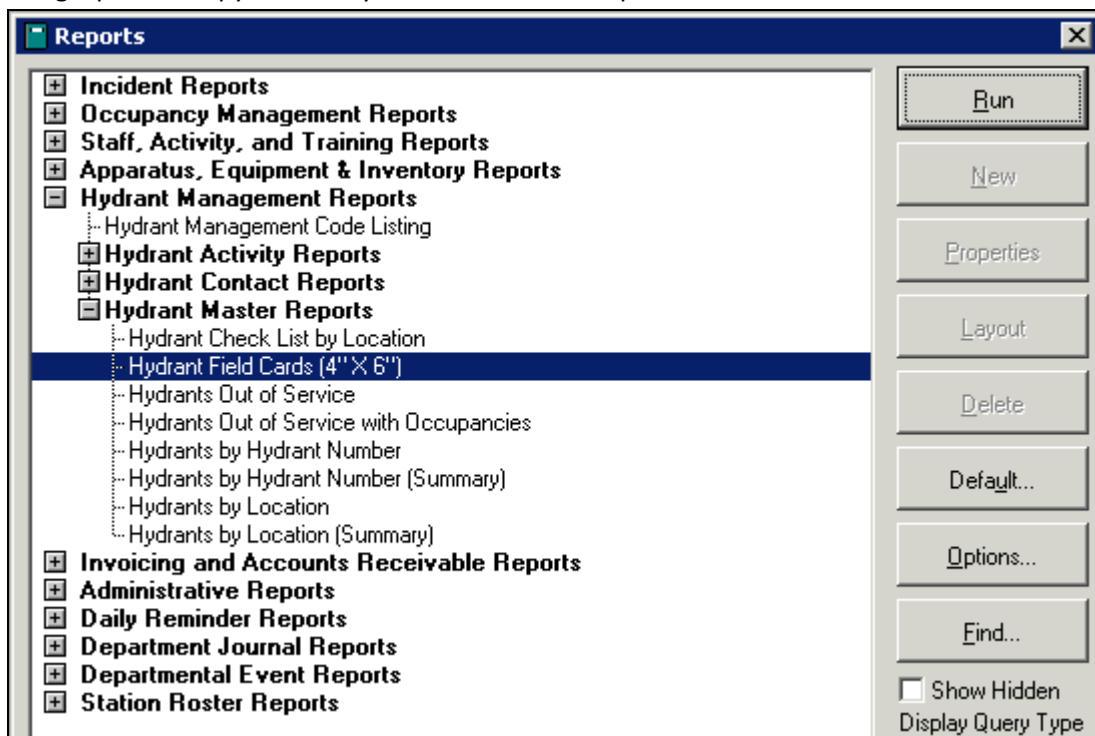 Reports
Incident Reports
Occupancy Management Reports
Staff, Activity, and Training Reports
Apparatus, Equipment & Inventory Reports
Hydrant Management Reports
Hydrant Management Code Listing
Hydrant Activity Reports
Hydrant Contact Reports
Hydrant Master Reports
Hydrant Check List by Location
Hydrant Field Cards (4" X 6")
Hydrants Out of Service
Hydrants Out of Service with Occupancies
Hydrants by Hydrant Number
Hydrants by Hydrant Number (Summary)
Hydrants by Location
Hydrants by Location (Summary)
Invoicing and Accounts Receivable Reports
Administrative Reports
Daily Reminder Reports
Department Journal Reports
Departmental Event Reports
Station Roster Reports
Run
New
Properties
Layout
Delete
Default...
Options...
Find...
Show Hidden
Display Query Type